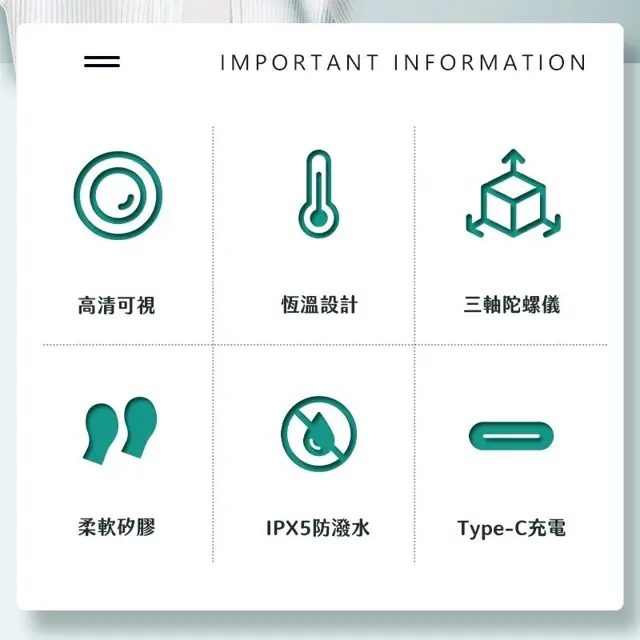 IMPORTANT INFORMATION
高清可視
恆溫設計
三軸陀螺儀
柔軟矽膠
IPX5防潑水
Type-C充電